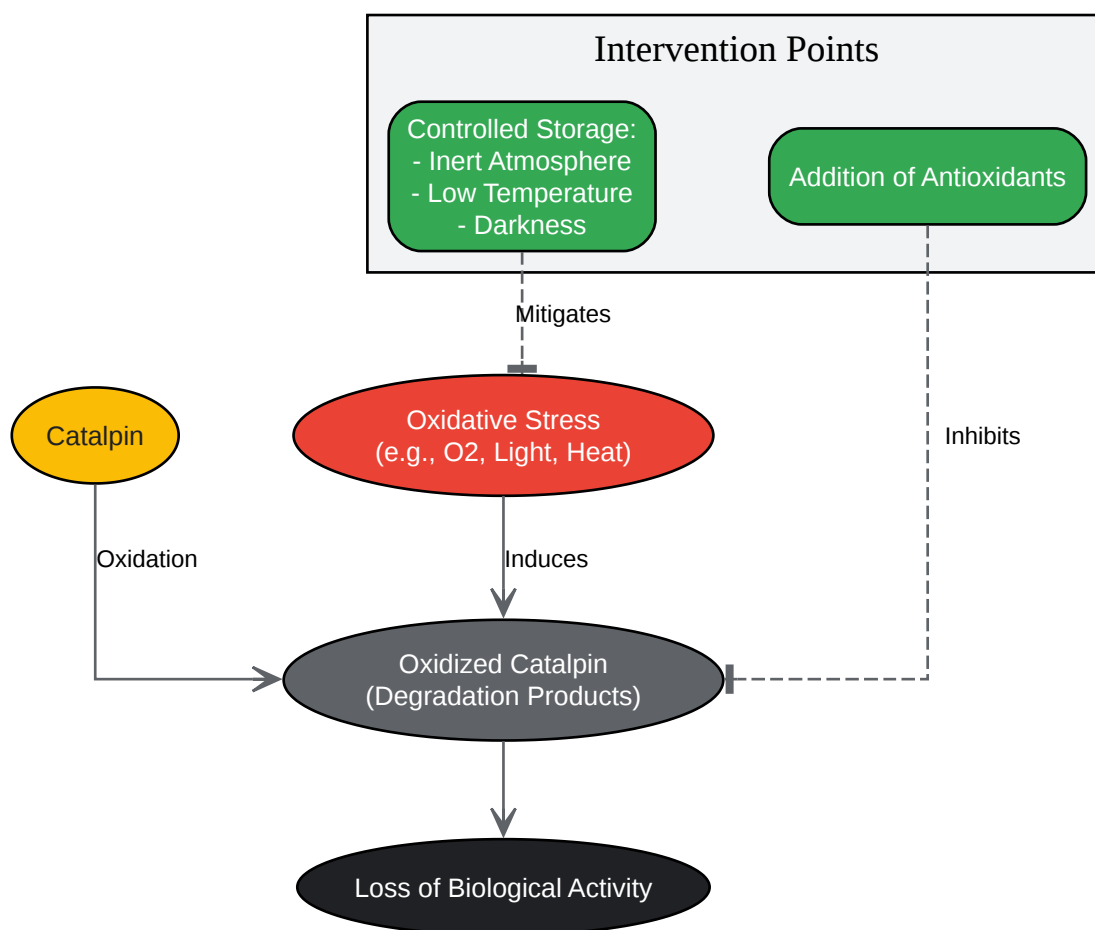 Intervention Points
Controlled Storage:
- Inert Atmosphere
- Low Temperature
- Darkness
Addition of Antioxidants
Mitigates
Catalpin
Oxidative Stress
(e.g., O2, Light, Heat)
Inhibits
Oxidation
Induces
Oxidized Catalpin
(Degradation Products)
Loss of Biological Activity